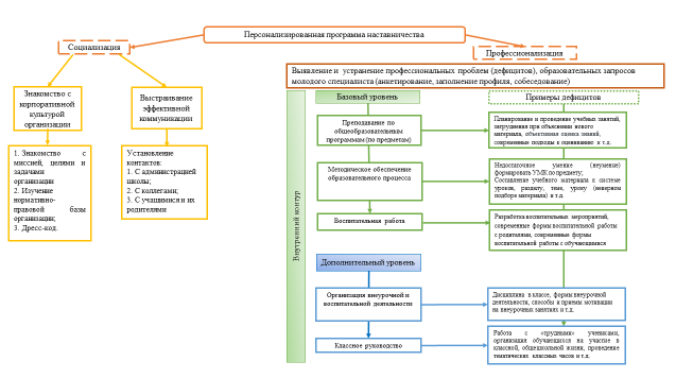 Персонализированная программа наставничества
Социализация
Профессионализация
Выявление и устранение профессиональных проблем (дефицитов), образовательных запросов
молодого специалиста (анкетирование, заполнение профиля, собеседование)
Знакомство с
корпоративной
культурой
организации
Выстраивание
эффективной
коммуникации
1. Знакомство с
миссией, целями и
задачами
организации
2. Изучение
нормативно-
правовой базы
организации;
3. Дресс-код.
Установление
контактов:
1. С администрацией
школы;
2. С коллегами;
3. С учащимися и их
родителями
Внутренний контур
Базовый уровень
Примеры дефицитов
Преподавание по
общеобразовательным
программам (по предметам)
Планирование и проведение учебных занятий,
затруднения при объяснении нового
материала, объективная оценка знаний,
современные подходы к оцениванию и т.д.
Методическое обеспечение
образовательного процесса
Недостаточное умение (неумение)
формировать УМК по предмету;
Составление учебного материала к системе
уроков, разделу, теме, уроку (неверном
подборе материала) и т.д.
Воспитательная работа
Разработка воспитательных мероприятий,
современные формы воспитательной работы
с родителями, современные формы
воспитательной работы с обучающимися
Дополнительный уровень
Организация внеурочной и
воспитательной деятельности
Дисциплина в классе, формы внеурочной
деятельности, способы и приемы мотивации
на внеурочных занятиях и т.д.
Классное руководство
Работа с «трудными» учениками,
организация обучающихся на участие в
классной, общешкольной жизни, проведение
тематических классных часов и т.д.